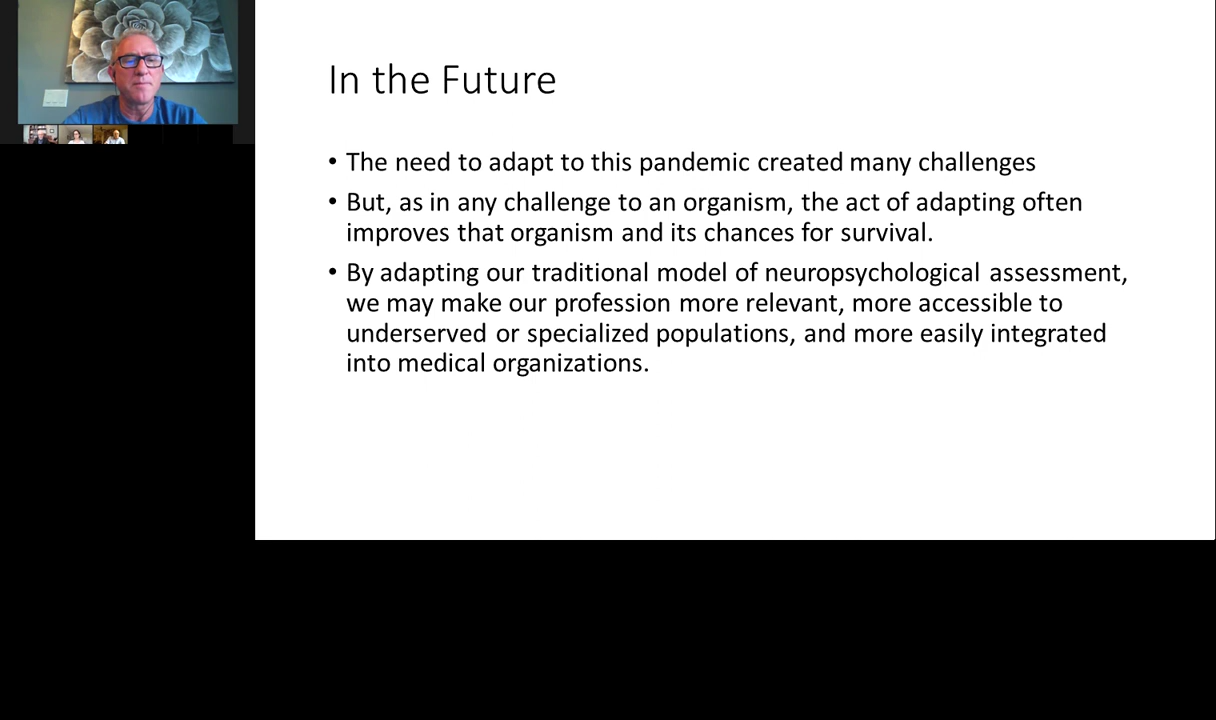 In the Future
• The need to adapt to this pandemic created many challenges
• But, as in any challenge to an organism, the act of adapting often
improves that organism and its chances for survival.
• By adapting our traditional model of neuropsychological assessment,
we may make our profession more relevant, more accessible to
underserved or specialized populations, and more easily integrated
into medical organizations.